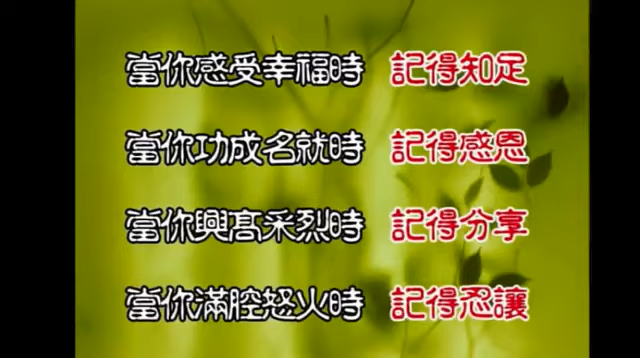 當你感受幸福時 記得知足
當你功成名就時 記得感恩
當你興髙采烈時 記得分享
當你滿腔怒火時 記得忍讓